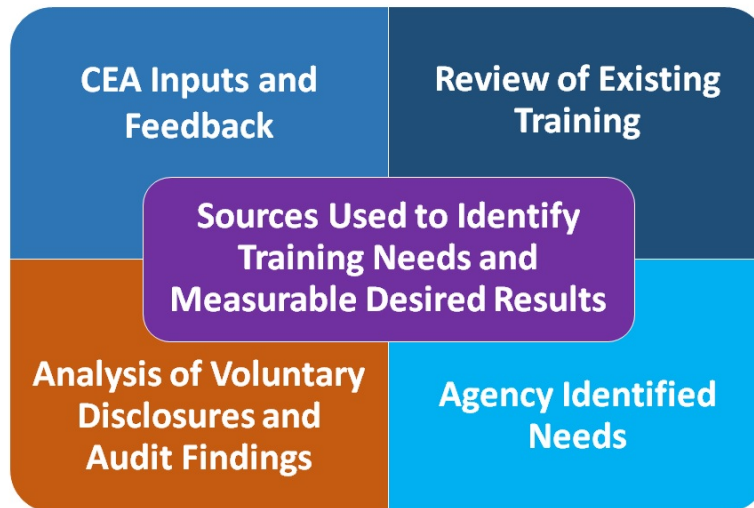 CEA Inputs and
Feedback
Review of Existing
Training
Sources Used to Identify
Training Needs and
Measurable Desired Results
Analysis of Voluntary
Disclosures and
Audit Findings
Agency Identified
Needs